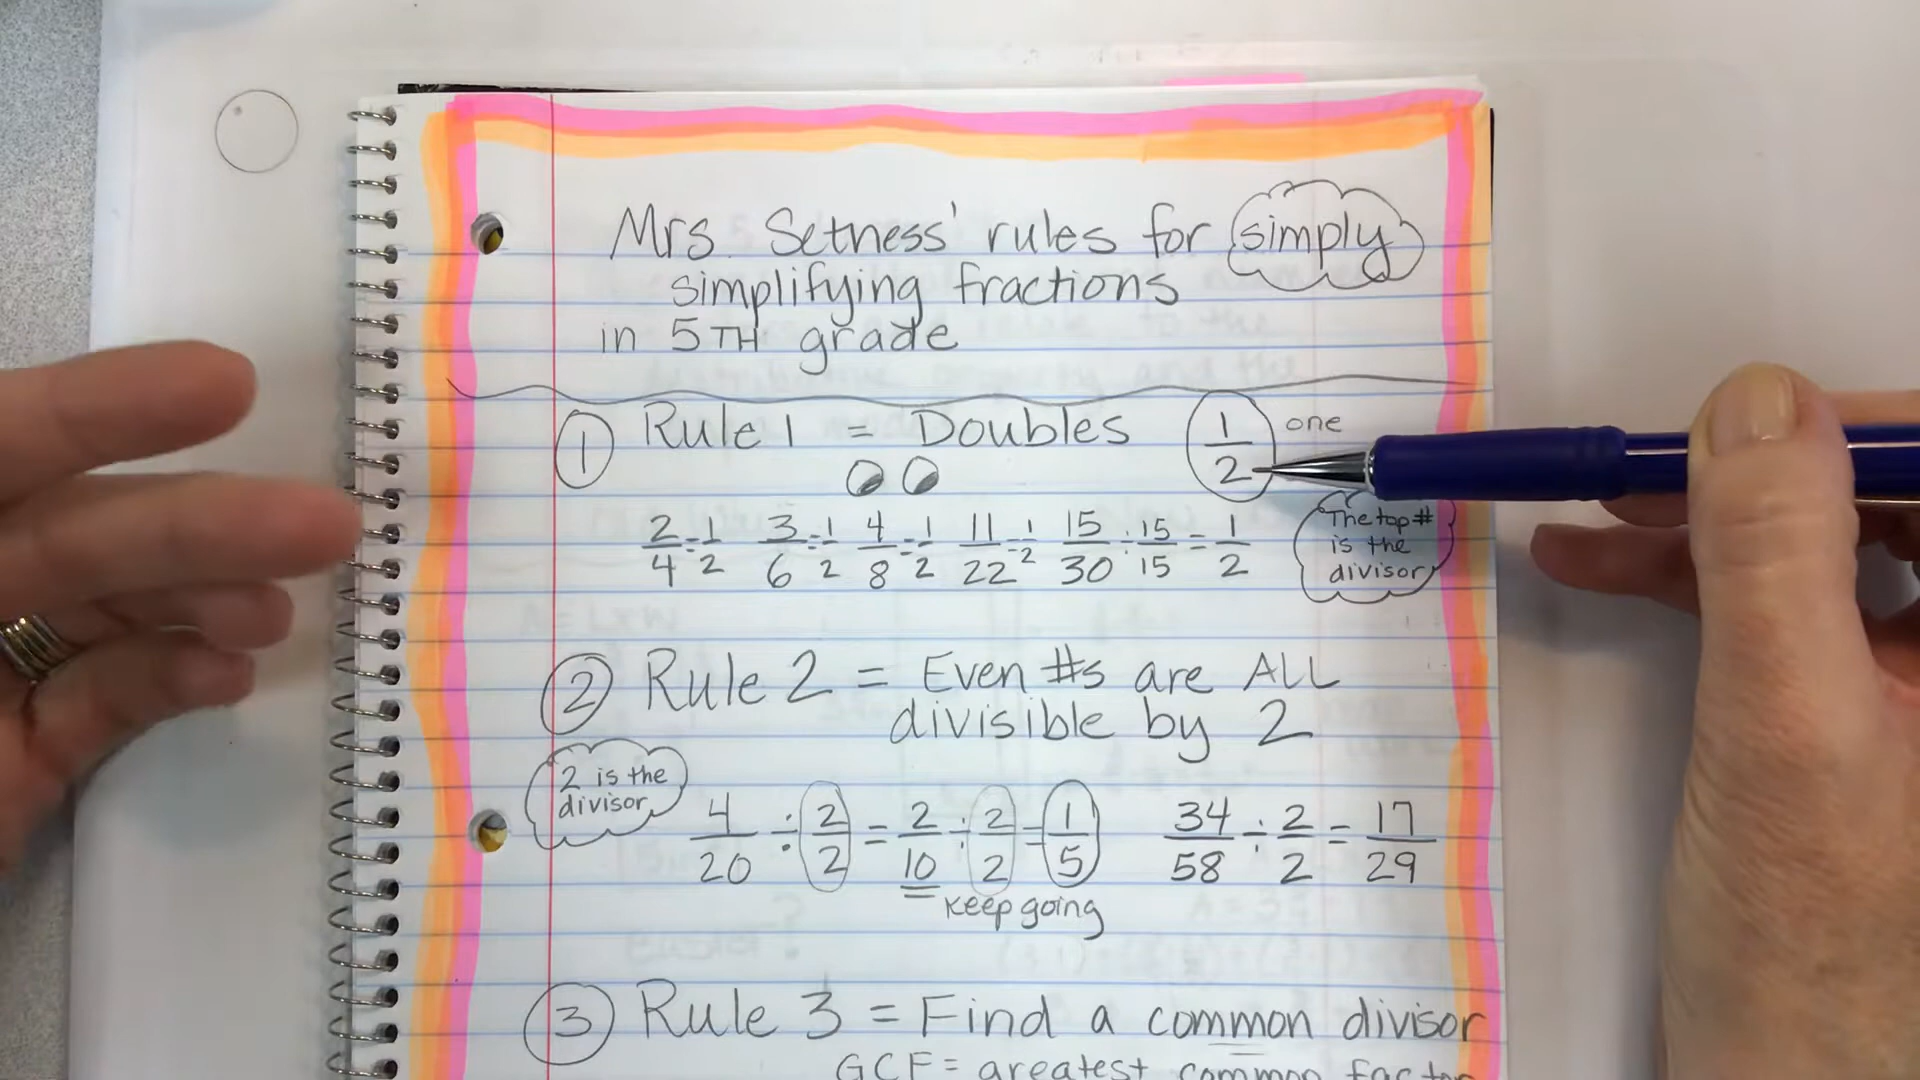 Mrs. Setness' rules for simply
simplifying fractions
in 5TH grade
① Rule 1 = Doubles 1/2 one
2/4 = 1/2 3/6 = 1/2 4/8 = 1/2 11/22 = 1/2 15/30 ÷ 15/15 = 1/2
The top #
is the
divisor
② Rule 2 = Even #s are ALL
divisible by 2
2 is the
divisor
4/20 ÷ 2/2 = 2/10 ÷ 2/2 = 1/5 34/58 ÷ 2/2 = 17/29
keep going
③ Rule 3 = Find a common divisor
GCF = greatest common factor